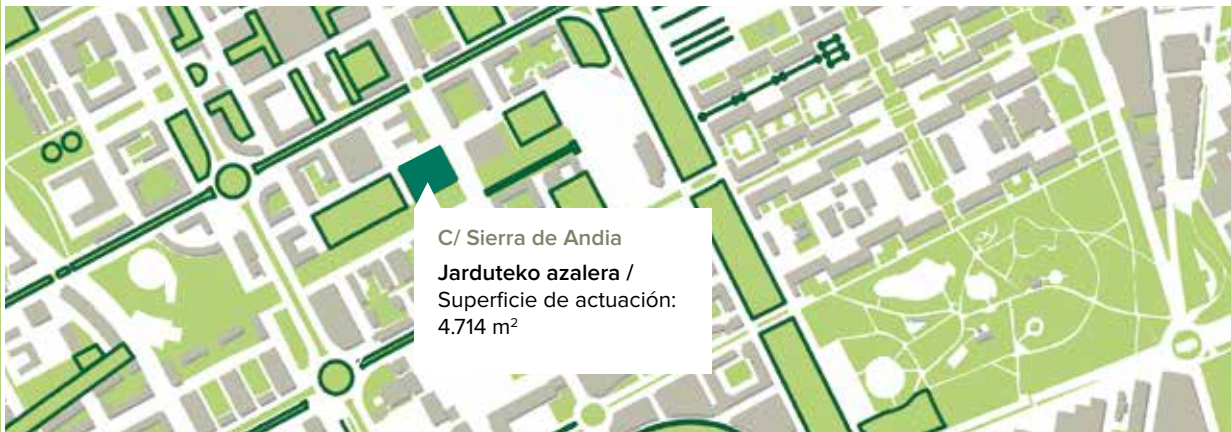 C/ Sierra de Andia
Jarduteko azalera /
Superficie de actuación:
4.714 m²